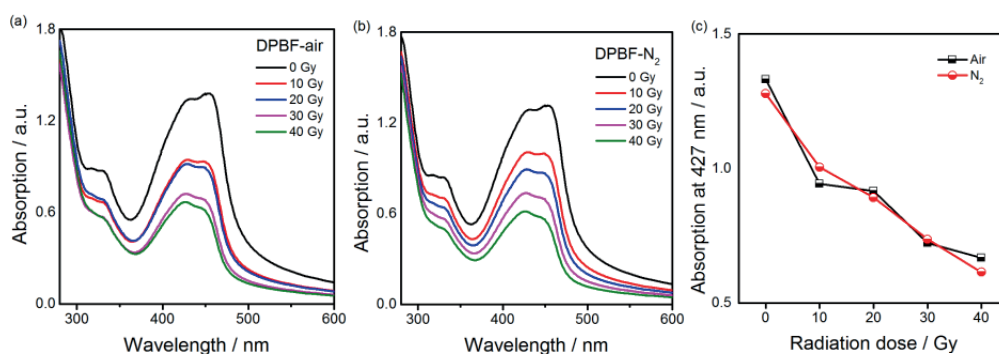 (a)
DPBF-air
0 Gy
10 Gy
20 Gy
30 Gy
40 Gy
1.8
1.2
0.6
0.0
Absorption / a.u.
300 400 500 600
Wavelength / nm
(b)
DPBF-N₂
0 Gy
10 Gy
20 Gy
30 Gy
40 Gy
1.8
1.2
0.6
0.0
Absorption / a.u.
300 400 500 600
Wavelength / nm
(c)
Air
N₂
1.5
1.0
0.5
Absorption at 427 nm / a.u.
0 10 20 30 40
Radiation dose / Gy